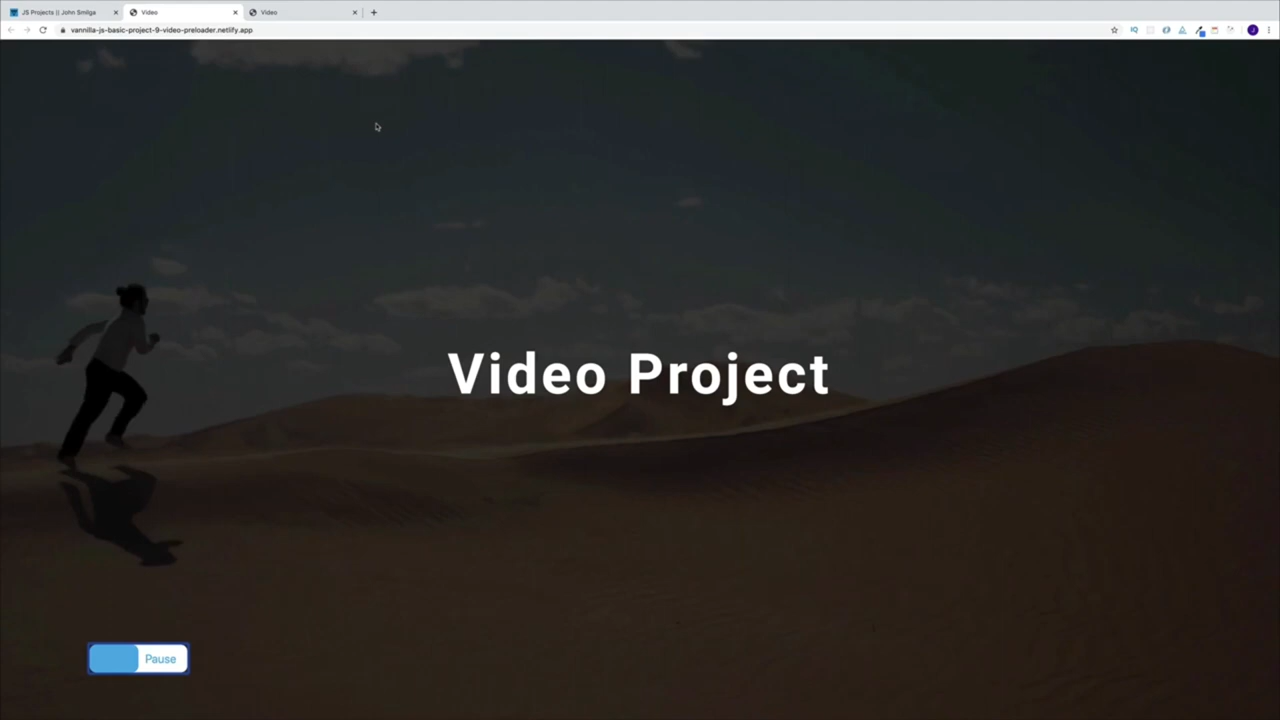 JS Projects || John Smilga
Video
Video
vannilla-js-basic-project-9-video-preloader.netlify.app
Video Project
Pause